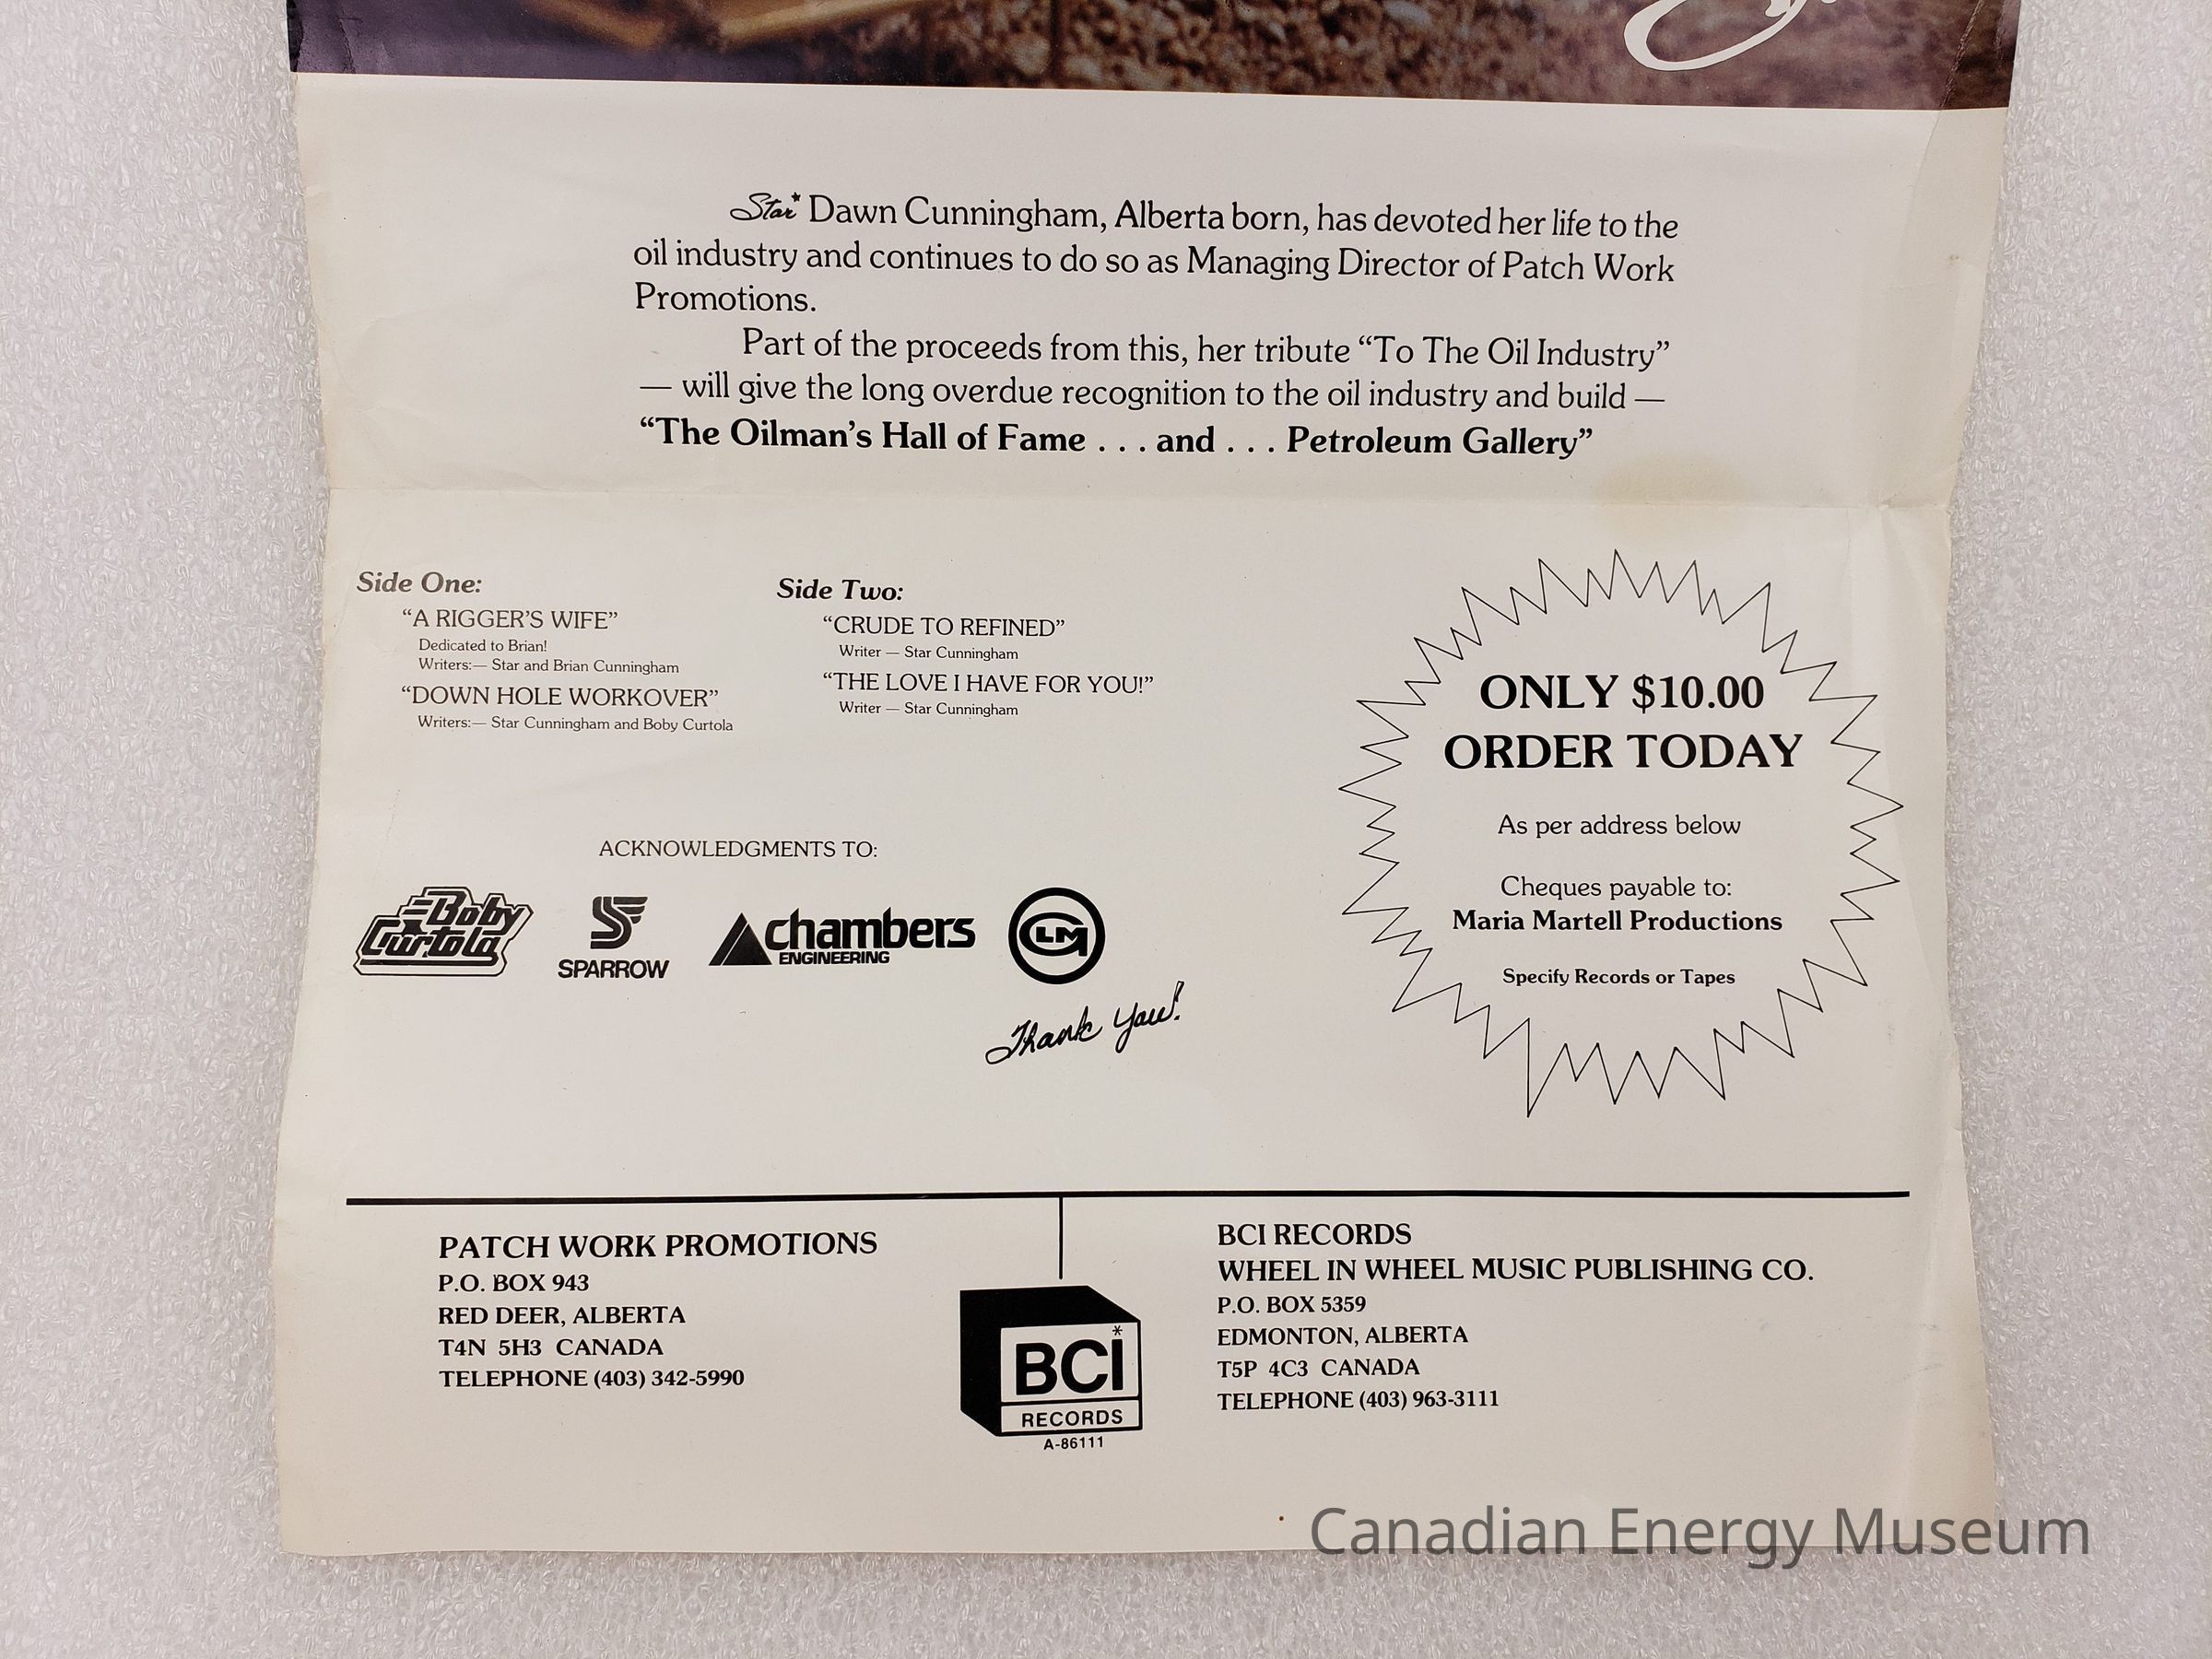 Star* Dawn Cunningham, Alberta born, has devoted her life to the
oil industry and continues to do so as Managing Director of Patch Work
Promotions.
Part of the proceeds from this, her tribute “To The Oil Industry”
— will give the long overdue recognition to the oil industry and build —
“The Oilman’s Hall of Fame . . . and . . . Petroleum Gallery”
Side One:
“A RIGGER’S WIFE”
Dedicated to Brian!
Writers:— Star and Brian Cunningham
“DOWN HOLE WORKOVER”
Writers:— Star Cunningham and Boby Curtola
Side Two:
“CRUDE TO REFINED”
Writer — Star Cunningham
“THE LOVE I HAVE FOR YOU!”
Writer — Star Cunningham
ONLY $10.00
ORDER TODAY
As per address below
Cheques payable to:
Maria Martell Productions
Specify Records or Tapes
ACKNOWLEDGMENTS TO:
Boby
Curtola
SPARROW
chambers
ENGINEERING
GLM
Thank You!
PATCH WORK PROMOTIONS
P.O. BOX 943
RED DEER, ALBERTA
T4N 5H3 CANADA
TELEPHONE (403) 342-5990
BCI*
RECORDS
A-86111
BCI RECORDS
WHEEL IN WHEEL MUSIC PUBLISHING CO.
P.O. BOX 5359
EDMONTON, ALBERTA
T5P 4C3 CANADA
TELEPHONE (403) 963-3111
Canadian Energy Museum